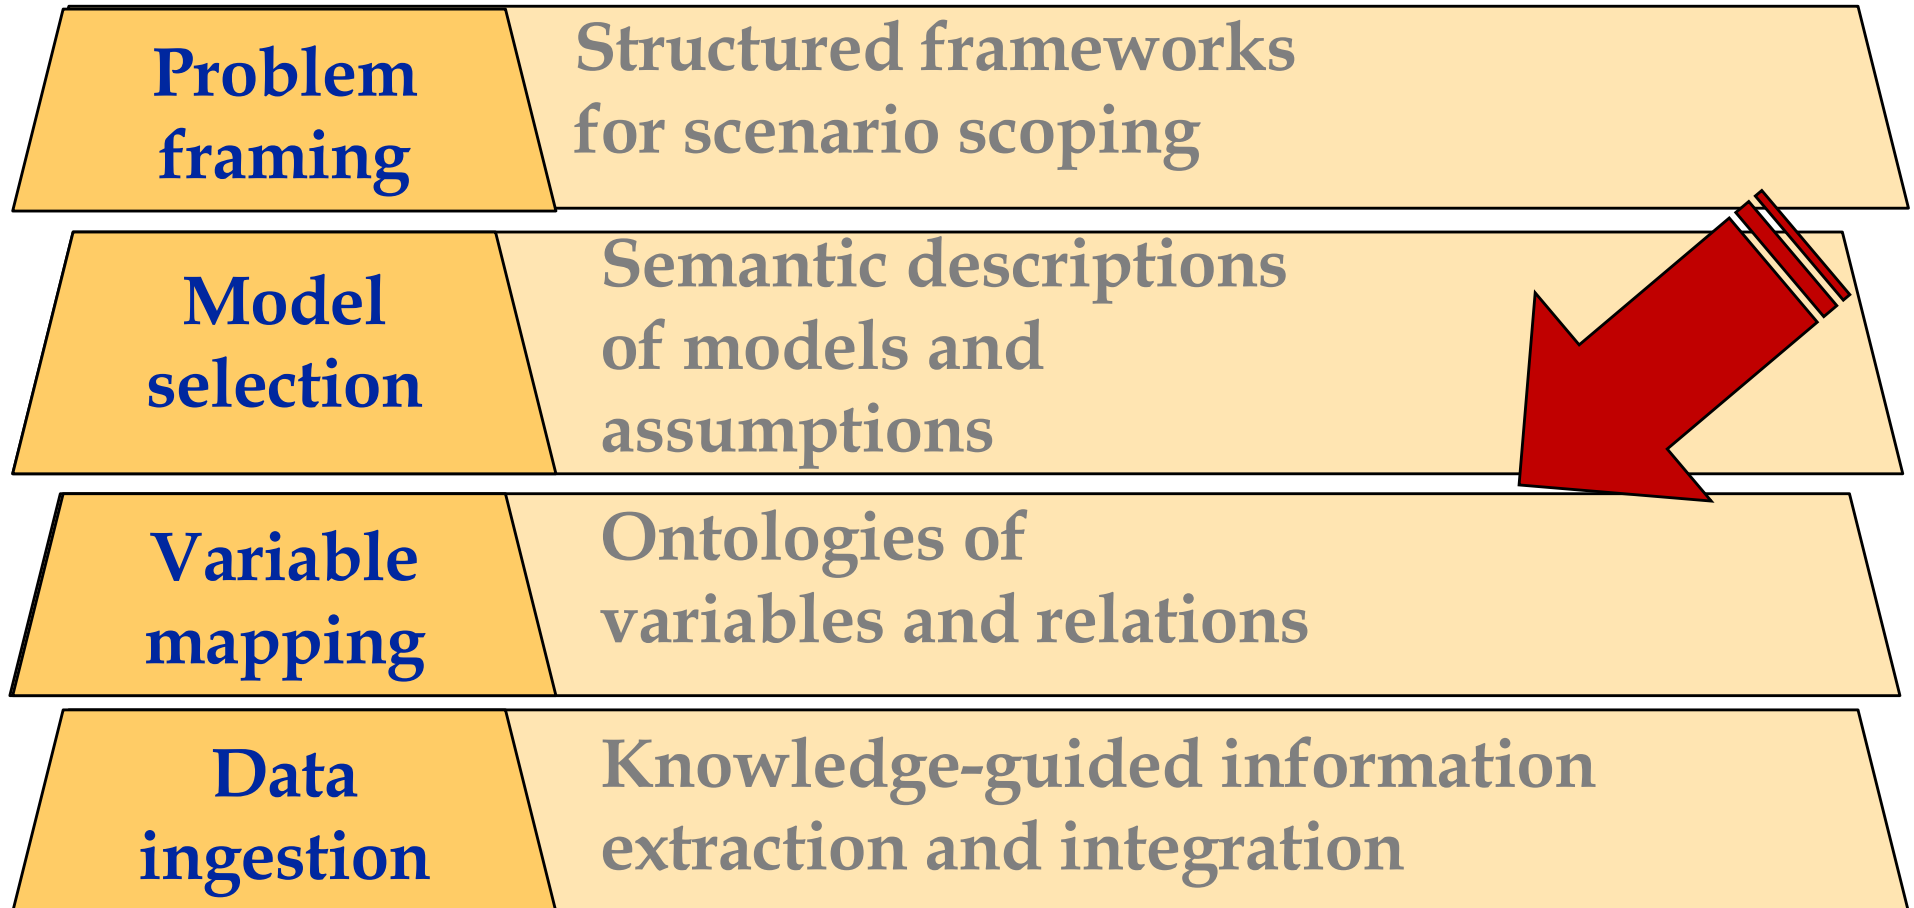 Problem
framing
Structured frameworks
for scenario scoping
Model
selection
Semantic descriptions
of models and
assumptions
Variable
mapping
Ontologies of
variables and relations
Data
ingestion
Knowledge-guided information
extraction and integration